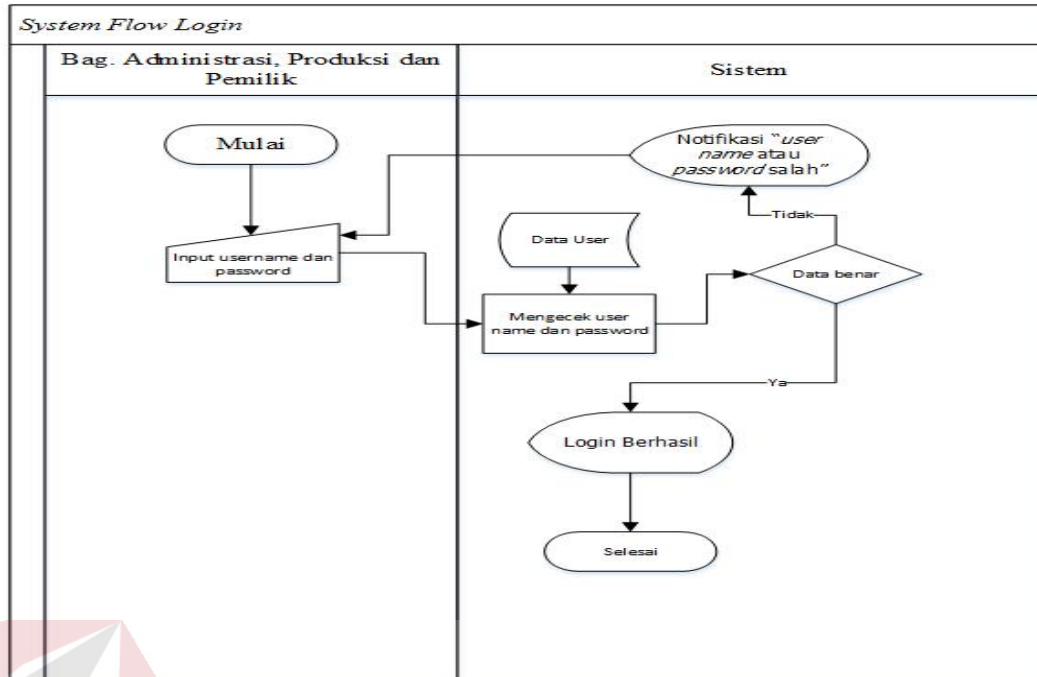 System Flow Login
Bag. Administrasi, Produksi dan
Pemilik
Sistem
Mulai
Notifikasi “user
name atau
password salah”
Tidak
Data User
Input username dan
password
Data benar
Mengecek user
name dan password
Ya
Login Berhasil
Selesai